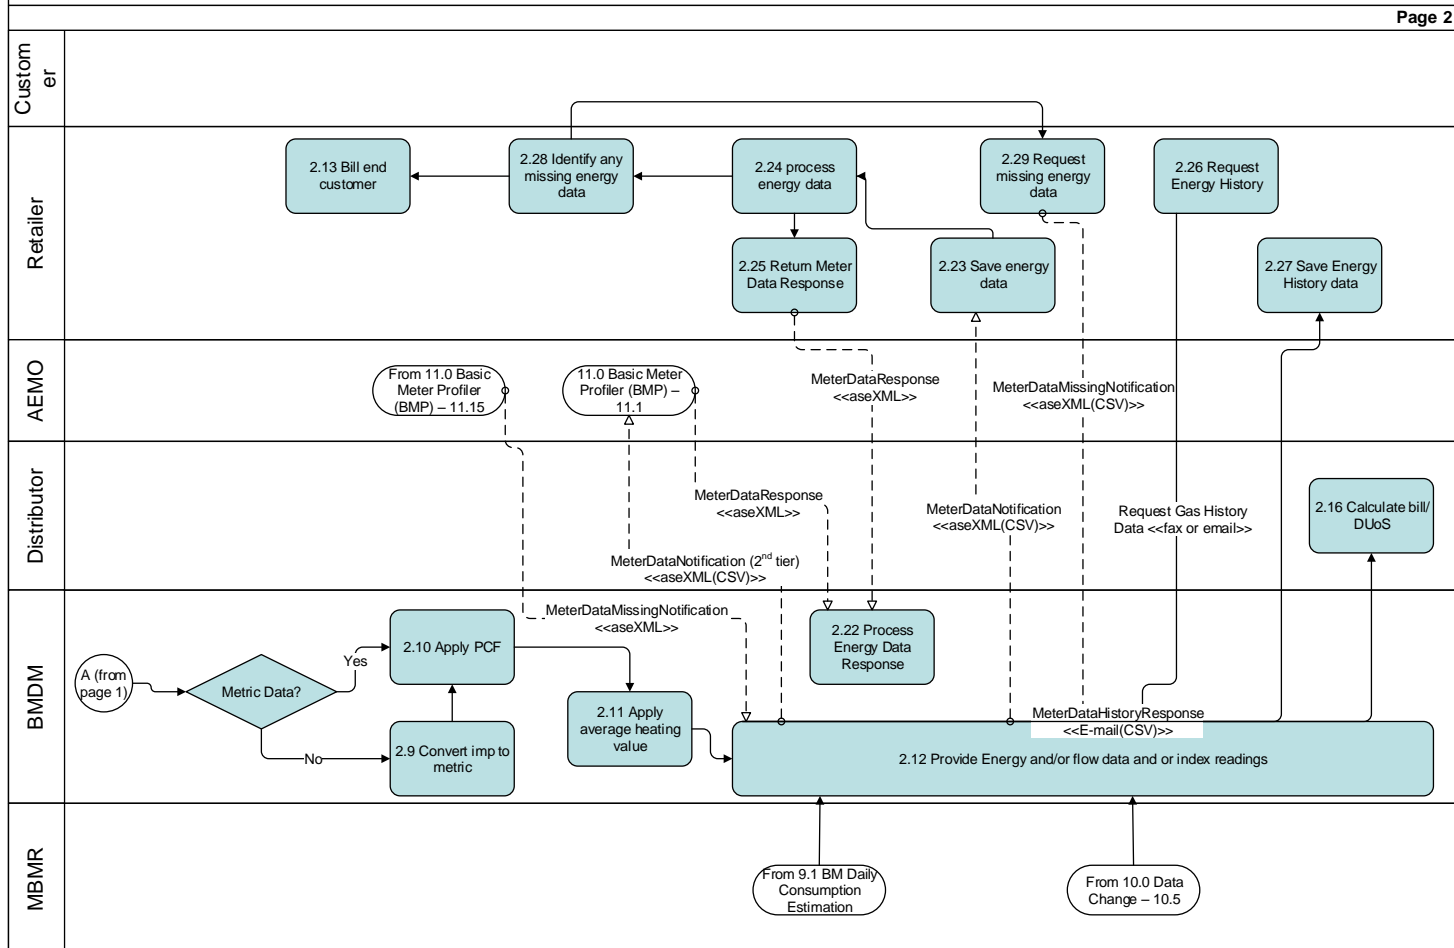 Page 2
Custom
er
2.13 Bill end
customer
2.28 Identify any
missing energy
data
2.24 process
energy data
2.29 Request
missing energy
data
2.26 Request
Energy History
Retailer
2.25 Return Meter
Data Response
2.23 Save energy
data
2.27 Save Energy
History data
AEMO
From 11.0 Basic
Meter Profiler
(BMP) – 11.15
11.0 Basic Meter
Profiler (BMP) –
11.1
MeterDataResponse
<<aseXML>>
MeterDataMissingNotification
<<aseXML(CSV)>>
Distributor
MeterDataResponse
<<aseXML>>
MeterDataNotification
<<aseXML(CSV)>>
Request Gas History
Data <<fax or email>>
2.16 Calculate bill/
DUoS
MeterDataNotification (2nd tier)
<<aseXML(CSV)>>
BMDM
A (from
page 1)
Metric Data?
Yes
No
2.10 Apply PCF
2.9 Convert imp to
metric
MeterDataMissingNotification
<<aseXML>>
2.11 Apply
average heating
value
2.22 Process
Energy Data
Response
MeterDataHistoryResponse
<<E-mail(CSV)>>
2.12 Provide Energy and/or flow data and or index readings
MBMR
From 9.1 BM Daily
Consumption
Estimation
From 10.0 Data
Change – 10.5